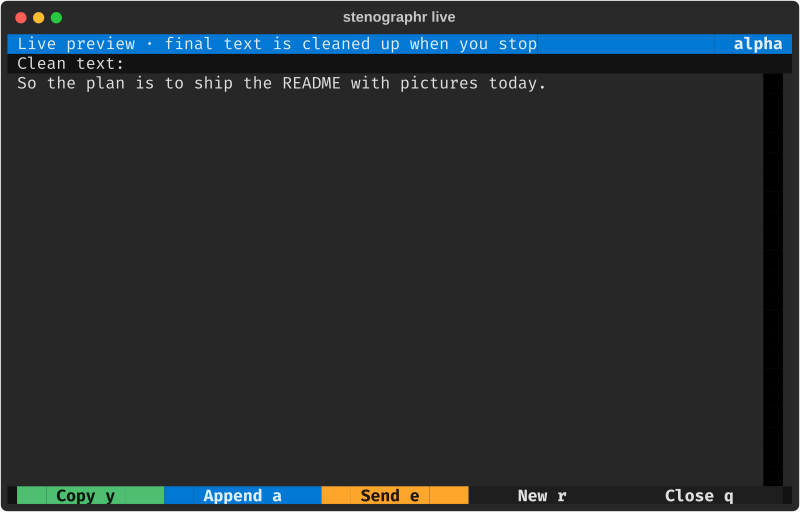 stenographr live
Live preview · final text is cleaned up when you stop alpha
Clean text:
So the plan is to ship the README with pictures today.
Copy y Append a Send e New r Close q